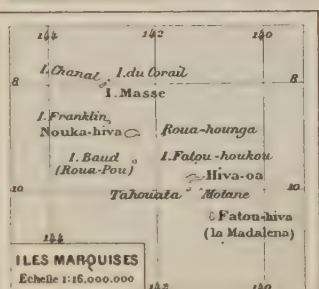 144 142 140
I. Chanal I. du Corail
8 8
I. Masse
I. Franklin
Nouka-hiva Roua-hounga
I. Baud I. Fatou-houkou
(Roua-Pou) Hiva-oa
10 Tahouata Motane 10
Fatou-hiva
(la Madalena)
144
ILES MARQUISES
Echelle 1:16.000.000
142 140